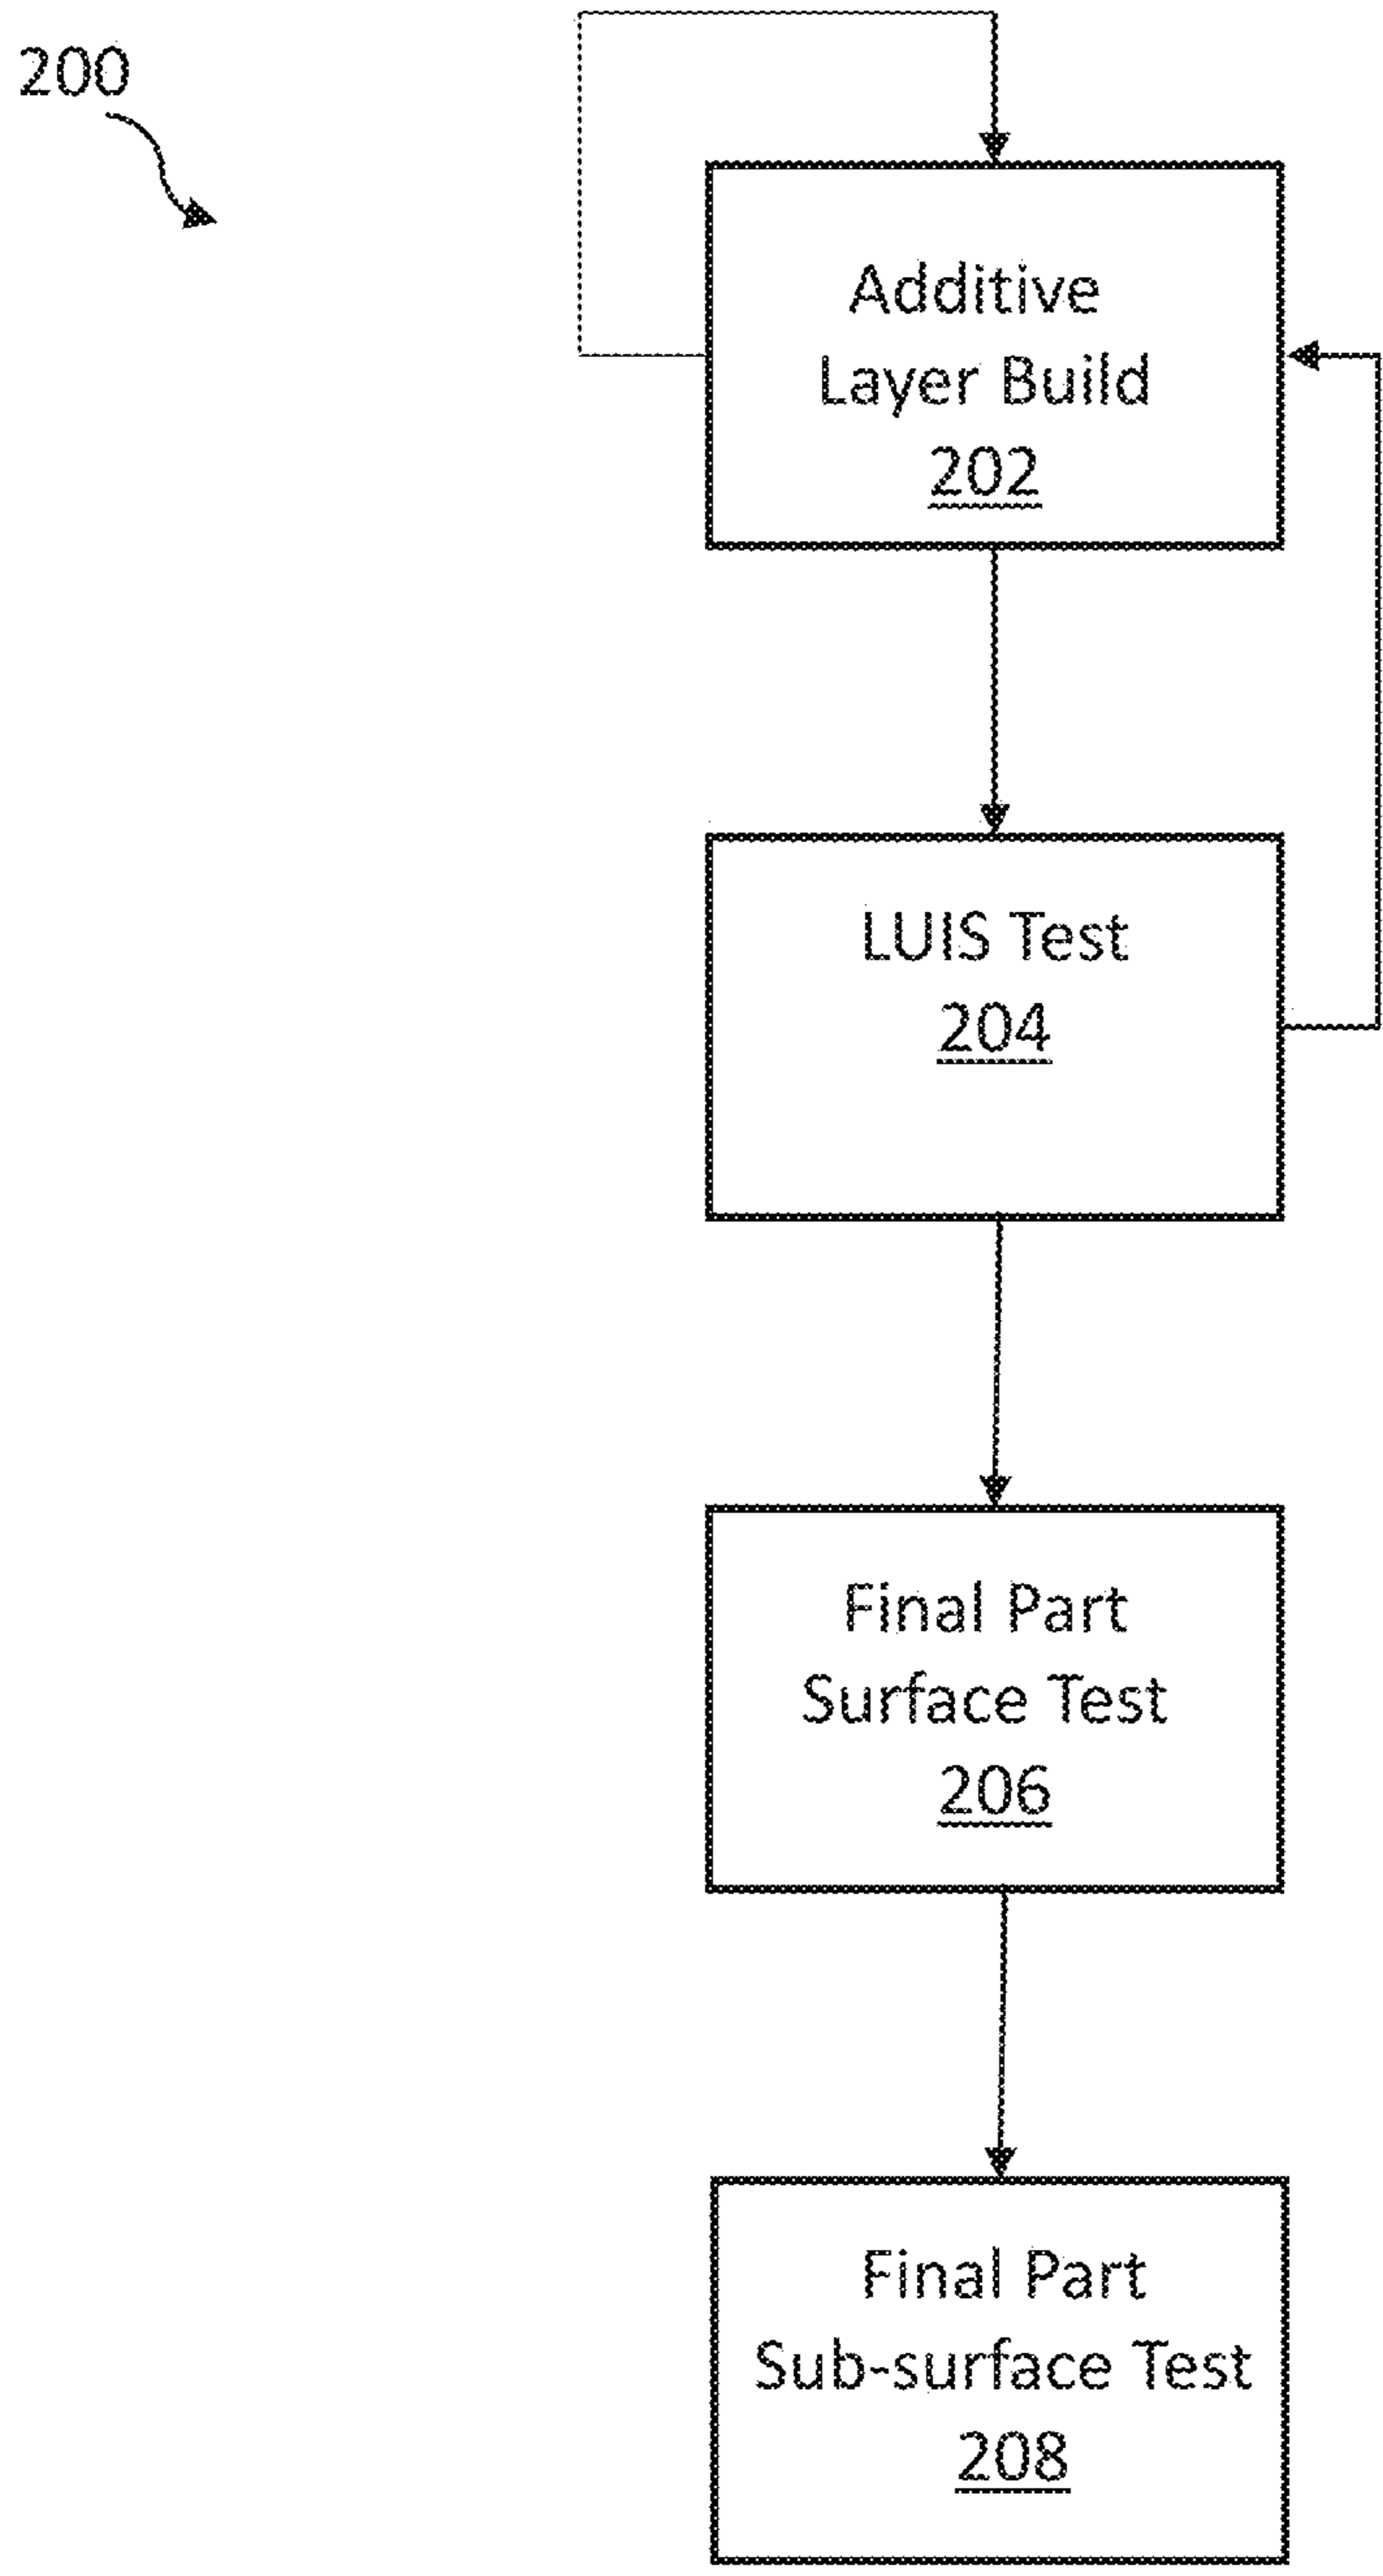 200
Additive
Layer Build
202
LUIS Test
204
Final Part
Surface Test
206
Final Part
Sub-surface Test
208